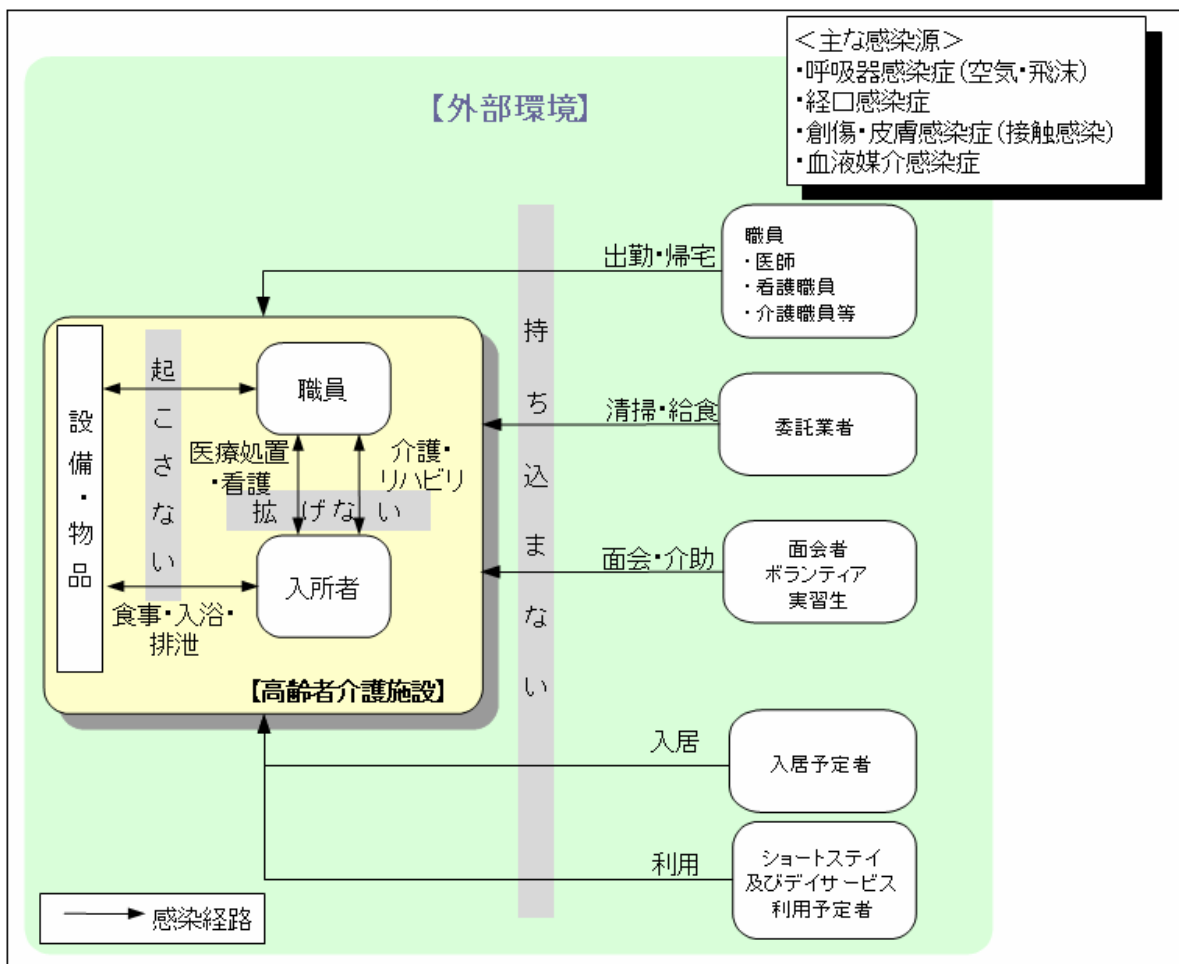 ＜主な感染源＞
・呼吸器感染症（空気・飛沫）
・経口感染症
・創傷・皮膚感染症（接触感染）
・血液媒介感染症
【外部環境】
出勤・帰宅
職員
・医師
・看護職員
・介護職員等
持ち込まない
清掃・給食
委託業者
面会・介助
面会者
ボランティア
実習生
設備・物品
起こさない
職員
医療処置
・看護
介護・
リハビリ
拡げない
入所者
食事・入浴・
排泄
【高齢者介護施設】
入居
入居予定者
利用
ショートステイ
及びデイサービス
利用予定者
感染経路